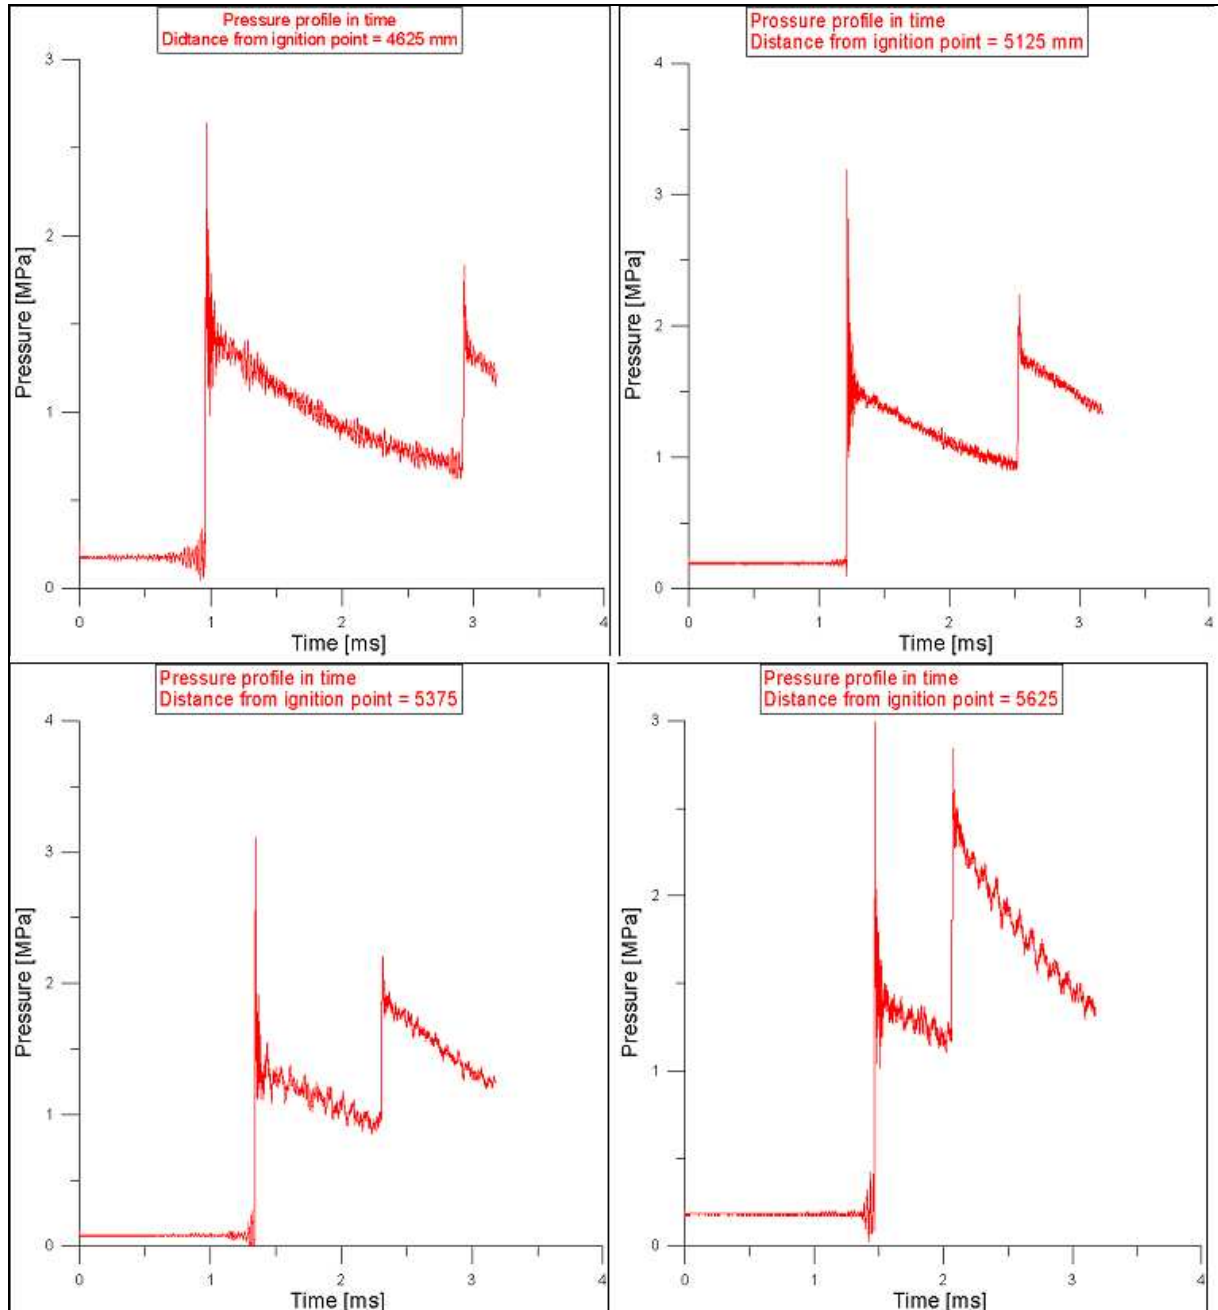 Pressure profile in time
Didtance from ignition point = 4625 mm
3
2
1
0
Pressure [MPa]
0
1
2
3
4
Time [ms]
Prossure profile in time
Distance from ignition point = 5125 mm
4
3
2
1
0
Pressure [MPa]
0
1
2
3
4
Time [ms]
Pressure profile in time
Distance from ignition point = 5375
4
3
2
1
0
Pressure [MPa]
0
1
2
3
4
Time [ms]
Pressure profile in time
Distance from ignition point = 5625
3
2
1
0
Pressure [MPa]
0
1
2
3
4
Time [ms]